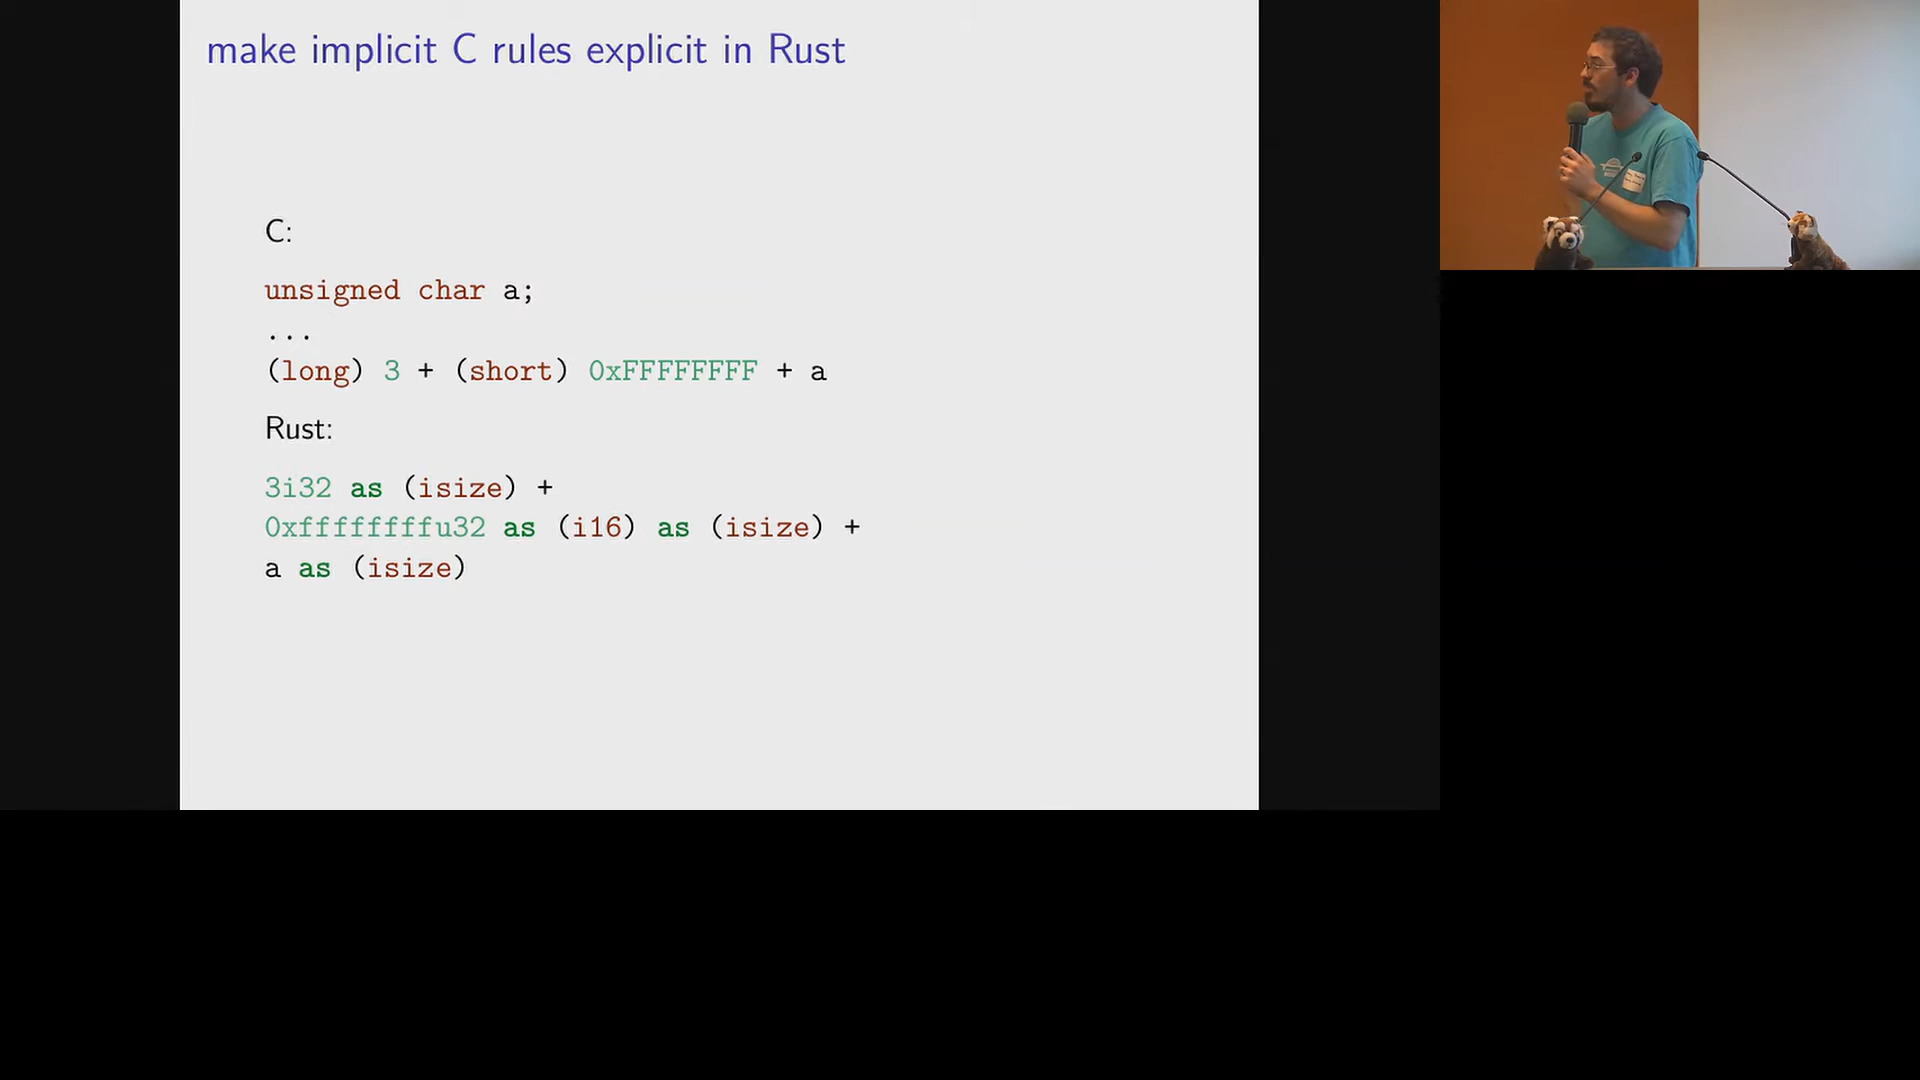 make implicit C rules explicit in Rust
C:
unsigned char a;
...
(long) 3 + (short) 0xFFFFFFFF + a
Rust:
3i32 as (isize) +
0xffffffffu32 as (i16) as (isize) +
a as (isize)